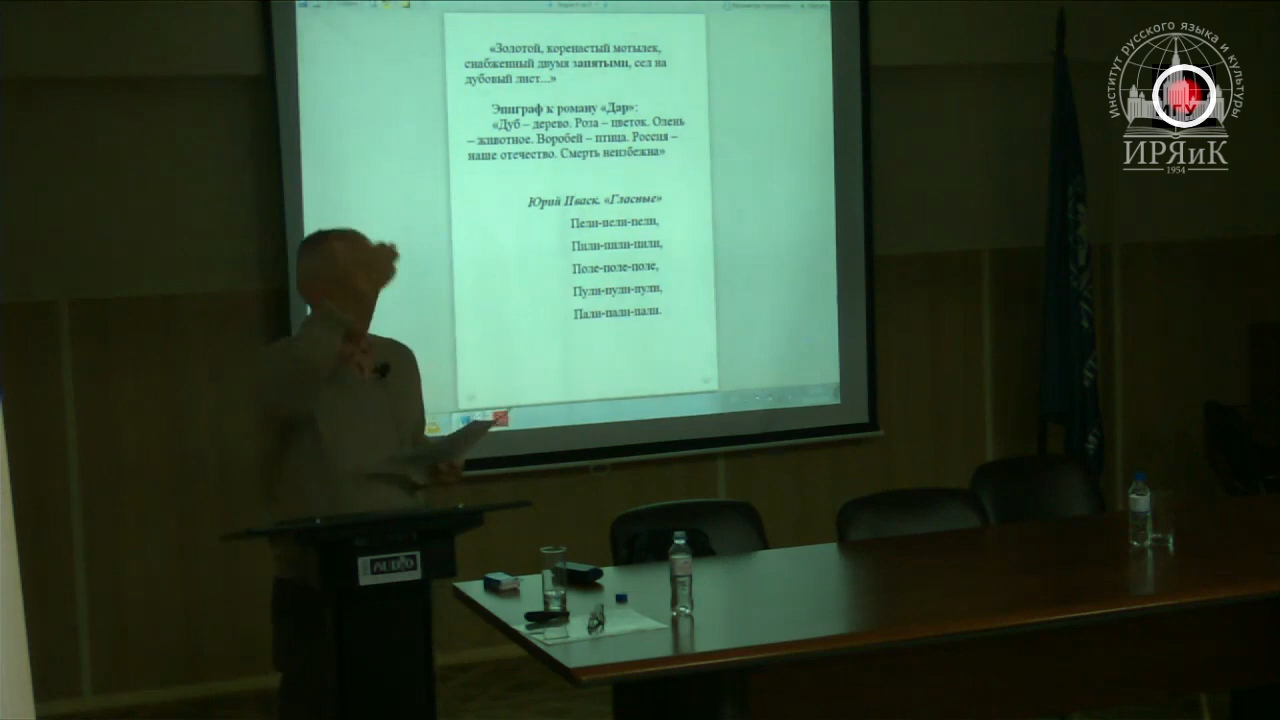 «Золотой, коренастый мотылек,
снабженный двумя запятыми, сел на
дубовый лист...»
Эпиграф к роману «Дар»:
«Дуб – дерево. Роза – цветок. Олень
– животное. Воробей – птица. Россия –
наше отечество. Смерть неизбежна»
Юрий Иваск. «Гласные»
Пели-пели-пели,
Пили-пили-пили,
Поле-поле-поле,
Пули-пули-пули,
Пали-пали-пали.
Институт русского языка и культуры
МГУ
ИРЯиК
1954
AUDIO